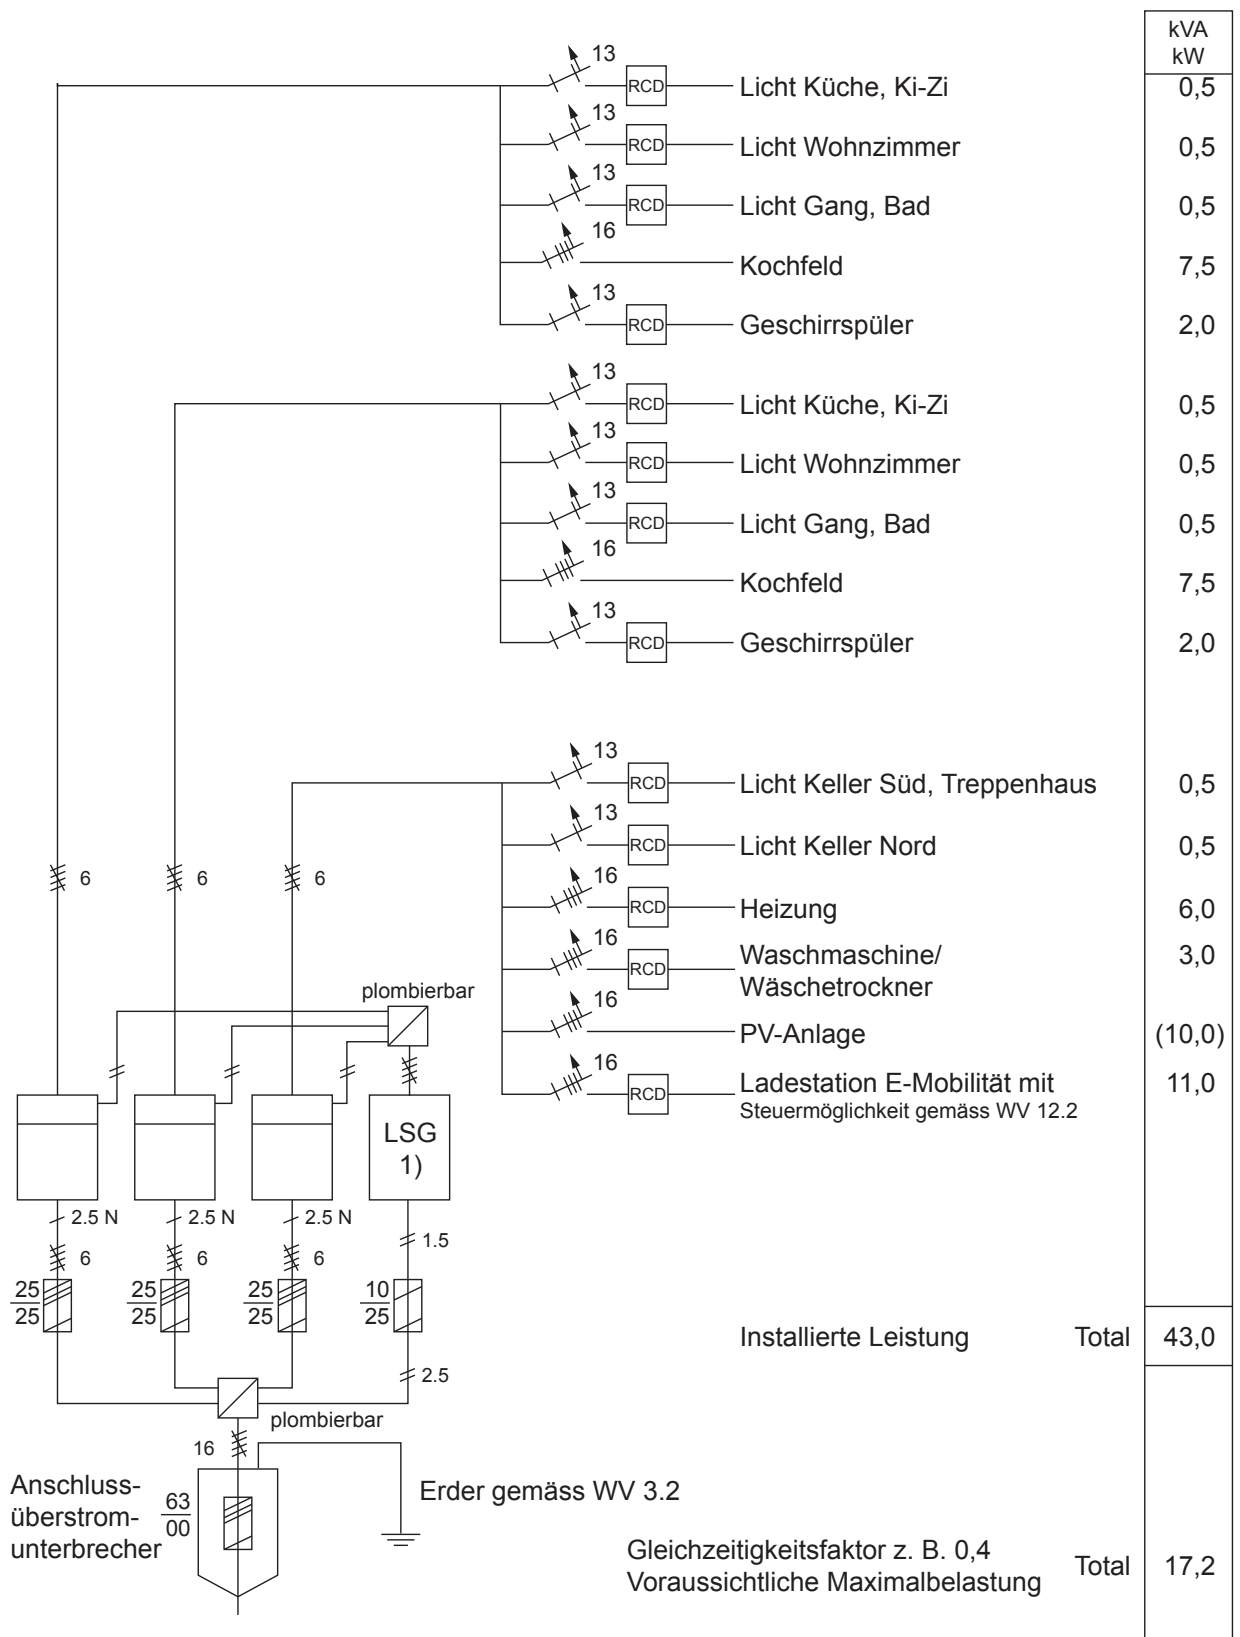 kVA
kW
13
RCD Licht Küche, Ki-Zi 0,5
13
RCD Licht Wohnzimmer 0,5
13
RCD Licht Gang, Bad 0,5
16
Kochfeld 7,5
13
RCD Geschirrspüler 2,0
13
RCD Licht Küche, Ki-Zi 0,5
13
RCD Licht Wohnzimmer 0,5
13
RCD Licht Gang, Bad 0,5
16
Kochfeld 7,5
13
RCD Geschirrspüler 2,0
13
RCD Licht Keller Süd, Treppenhaus 0,5
13
RCD Licht Keller Nord 0,5
6 6 6
16
RCD Heizung 6,0
16
RCD Waschmaschine/ 3,0
Wäschetrockner
plombierbar
16
PV-Anlage (10,0)
16
RCD Ladestation E-Mobilität mit 11,0
Steuermöglichkeit gemäss WV 12.2
LSG
1)
2.5 N 2.5 N 2.5 N
1.5
6 6 6
25 25 25 10
25 25 25 25
Installierte Leistung Total 43,0
2.5
plombierbar
16
Anschluss-
überstrom-
unterbrecher
63
00
Erder gemäss WV 3.2
Gleichzeitigkeitsfaktor z. B. 0,4
Voraussichtliche Maximalbelastung Total 17,2